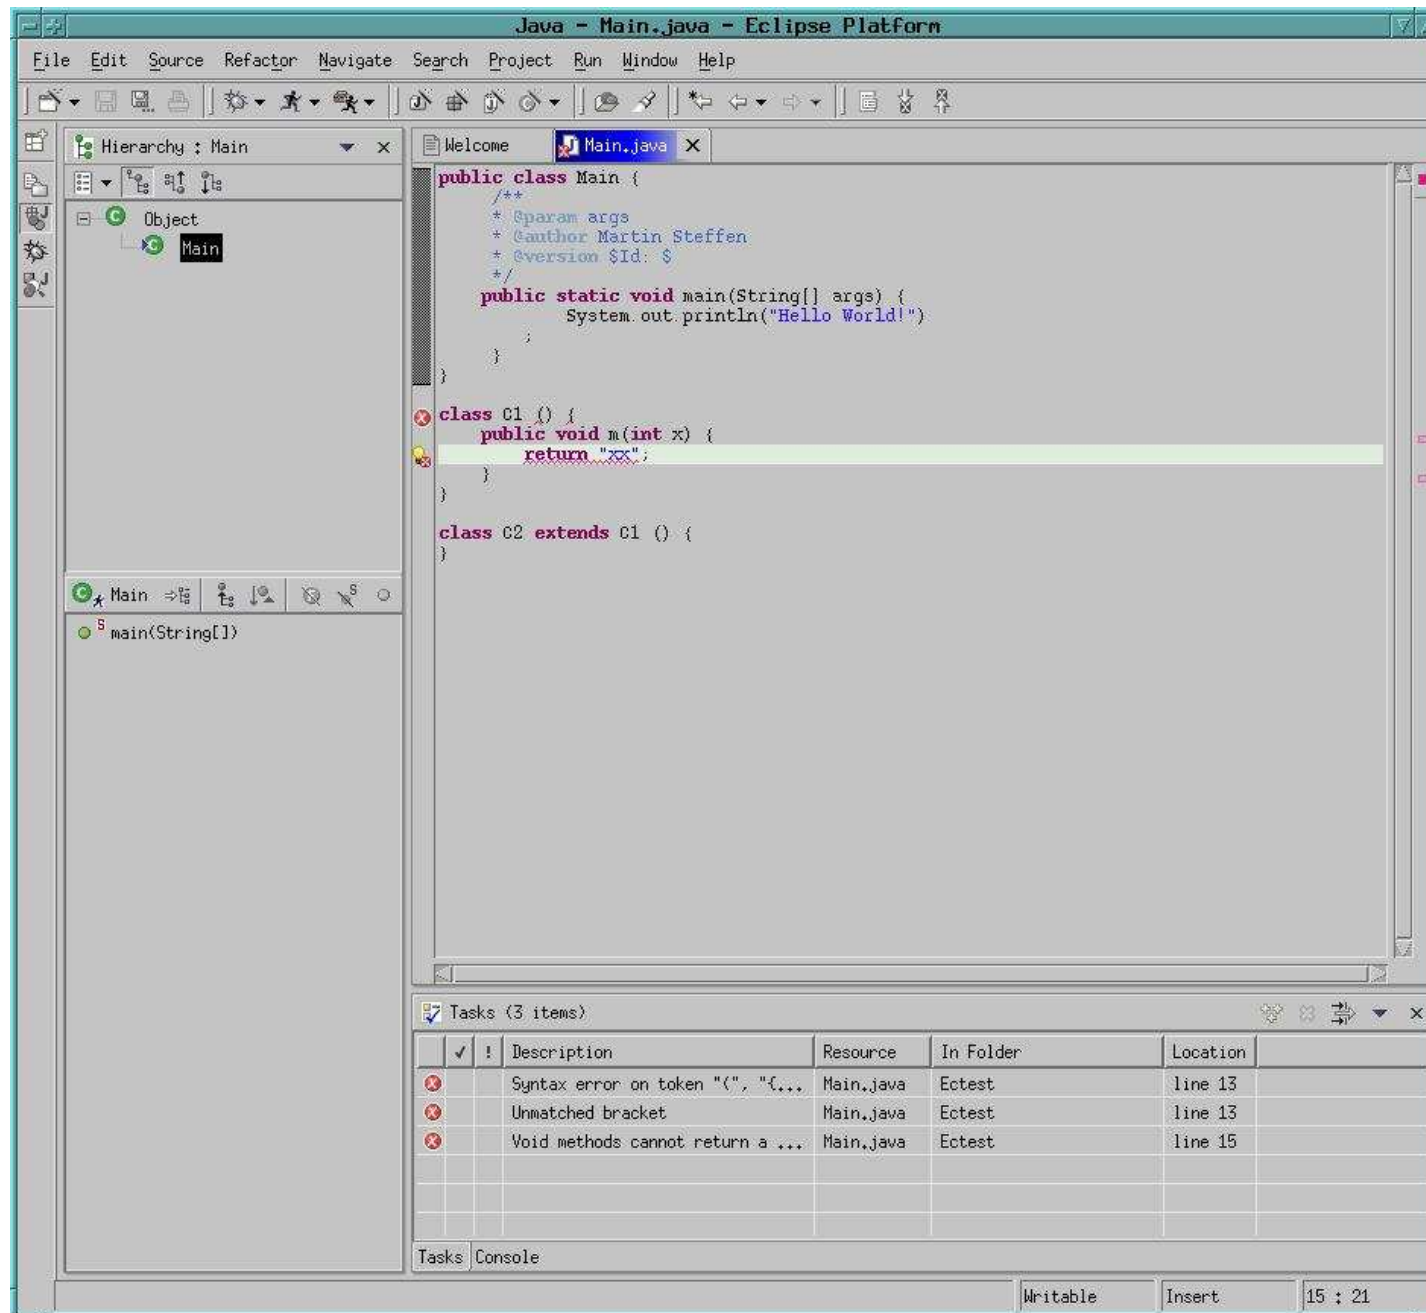 Java - Main.java - Eclipse Platform
File Edit Source Refactor Navigate Search Project Run Window Help
Hierarchy : Main
Object
Main
Main
main(String[])
Welcome Main.java
public class Main {
/**
* @param args
* @author Martin Steffen
* @version $Id: $
*/
public static void main(String[] args) {
System.out.println("Hello World!")
;
}
}
class C1 () {
public void m(int x) {
return "xx";
}
}
class C2 extends C1 () {
}
Tasks (3 items)
! Description Resource In Folder Location
Syntax error on token "(", "{... Main.java Ectest line 13
Unmatched bracket Main.java Ectest line 13
Void methods cannot return a ... Main.java Ectest line 15
Tasks Console
Writable Insert 15 : 21